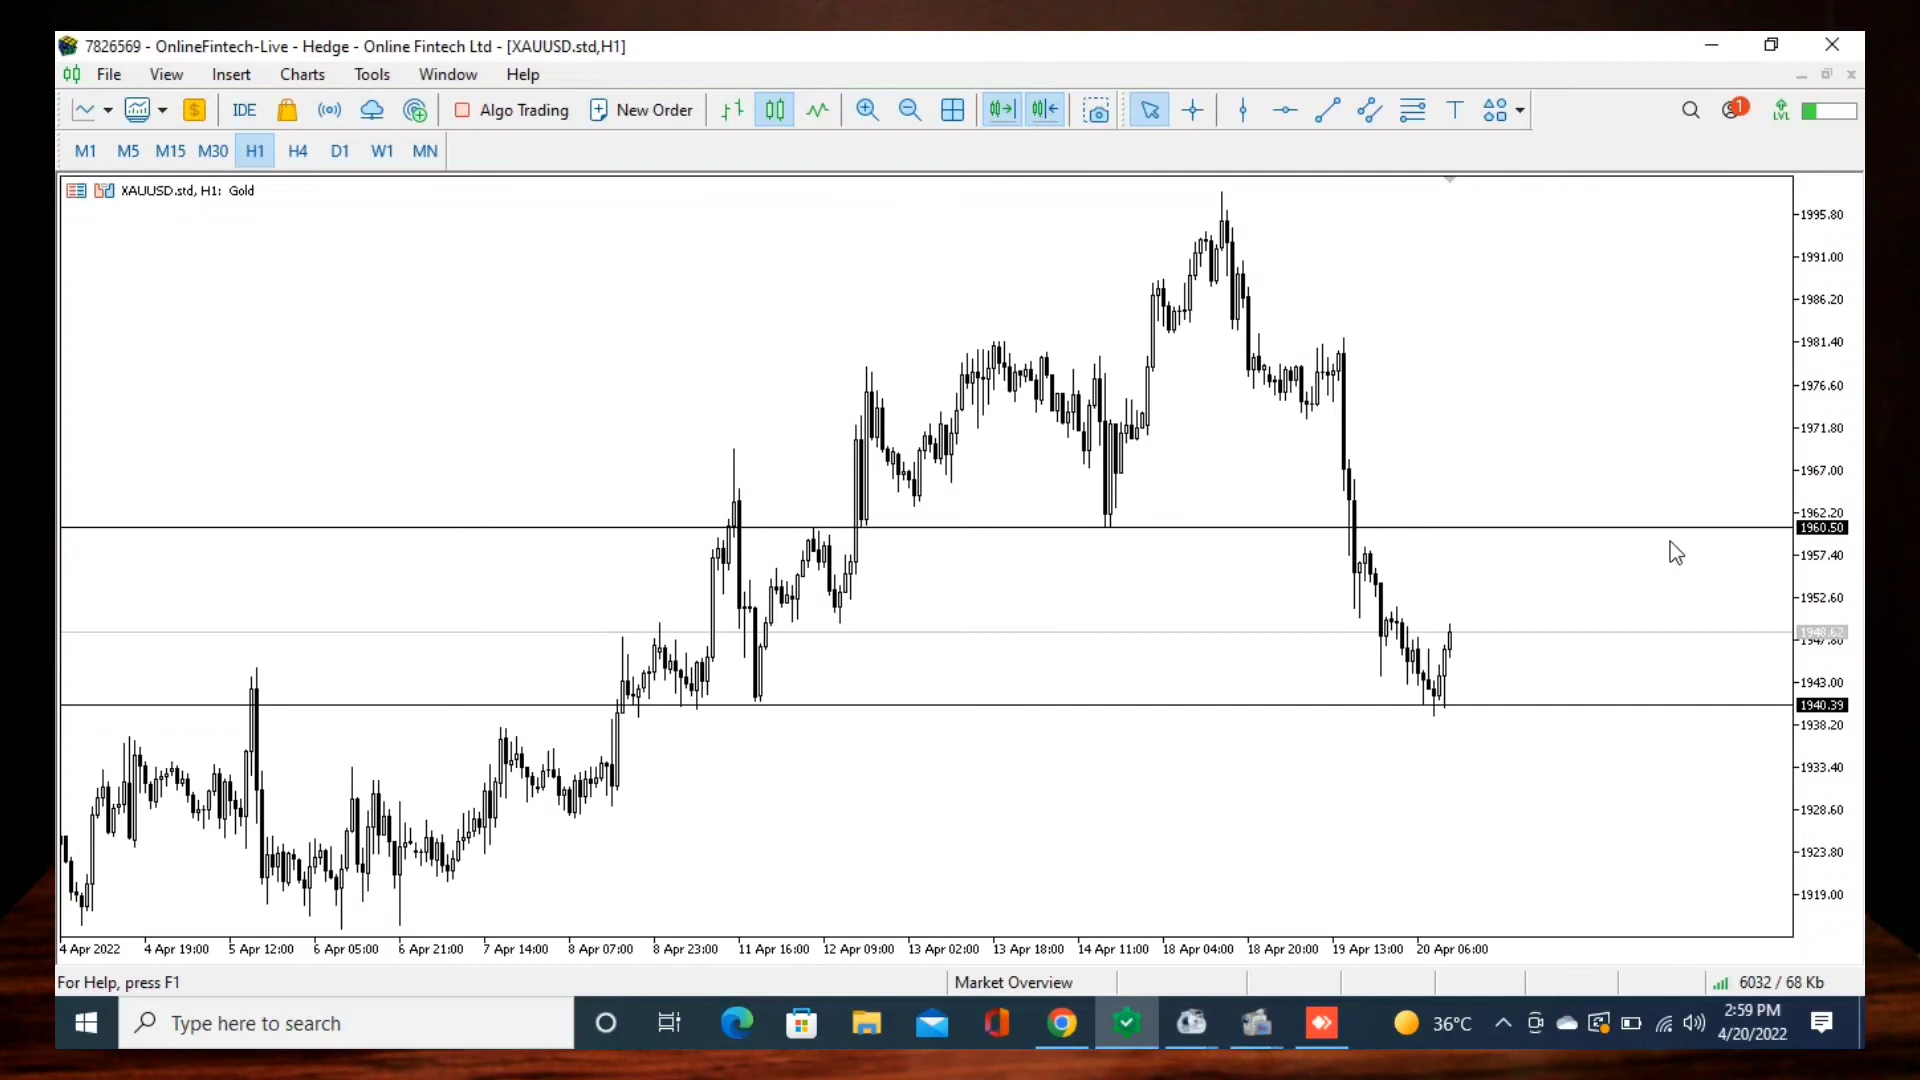 7826569 - OnlineFintech-Live - Hedge - Online Fintech Ltd - [XAUUSD.std,H1]
File View Insert Charts Tools Window Help
IDE Algo Trading New Order T 1 LVL
M1 M5 M15 M30 H1 H4 D1 W1 MN
XAUUSD.std, H1: Gold
1995.80
1991.00
1986.20
1981.40
1976.60
1971.80
1967.00
1962.20
1960.50
1957.40
1952.60
1948.62
1947.80
1943.00
1940.39
1938.20
1933.40
1928.60
1923.80
1919.00
4 Apr 2022 4 Apr 19:00 5 Apr 12:00 6 Apr 05:00 6 Apr 21:00 7 Apr 14:00 8 Apr 07:00 8 Apr 23:00 11 Apr 16:00 12 Apr 09:00 13 Apr 02:00 13 Apr 18:00 14 Apr 11:00 18 Apr 04:00 18 Apr 20:00 19 Apr 13:00 20 Apr 06:00
For Help, press F1 Market Overview 6032 / 68 Kb
Type here to search 36°C 2:59 PM
4/20/2022